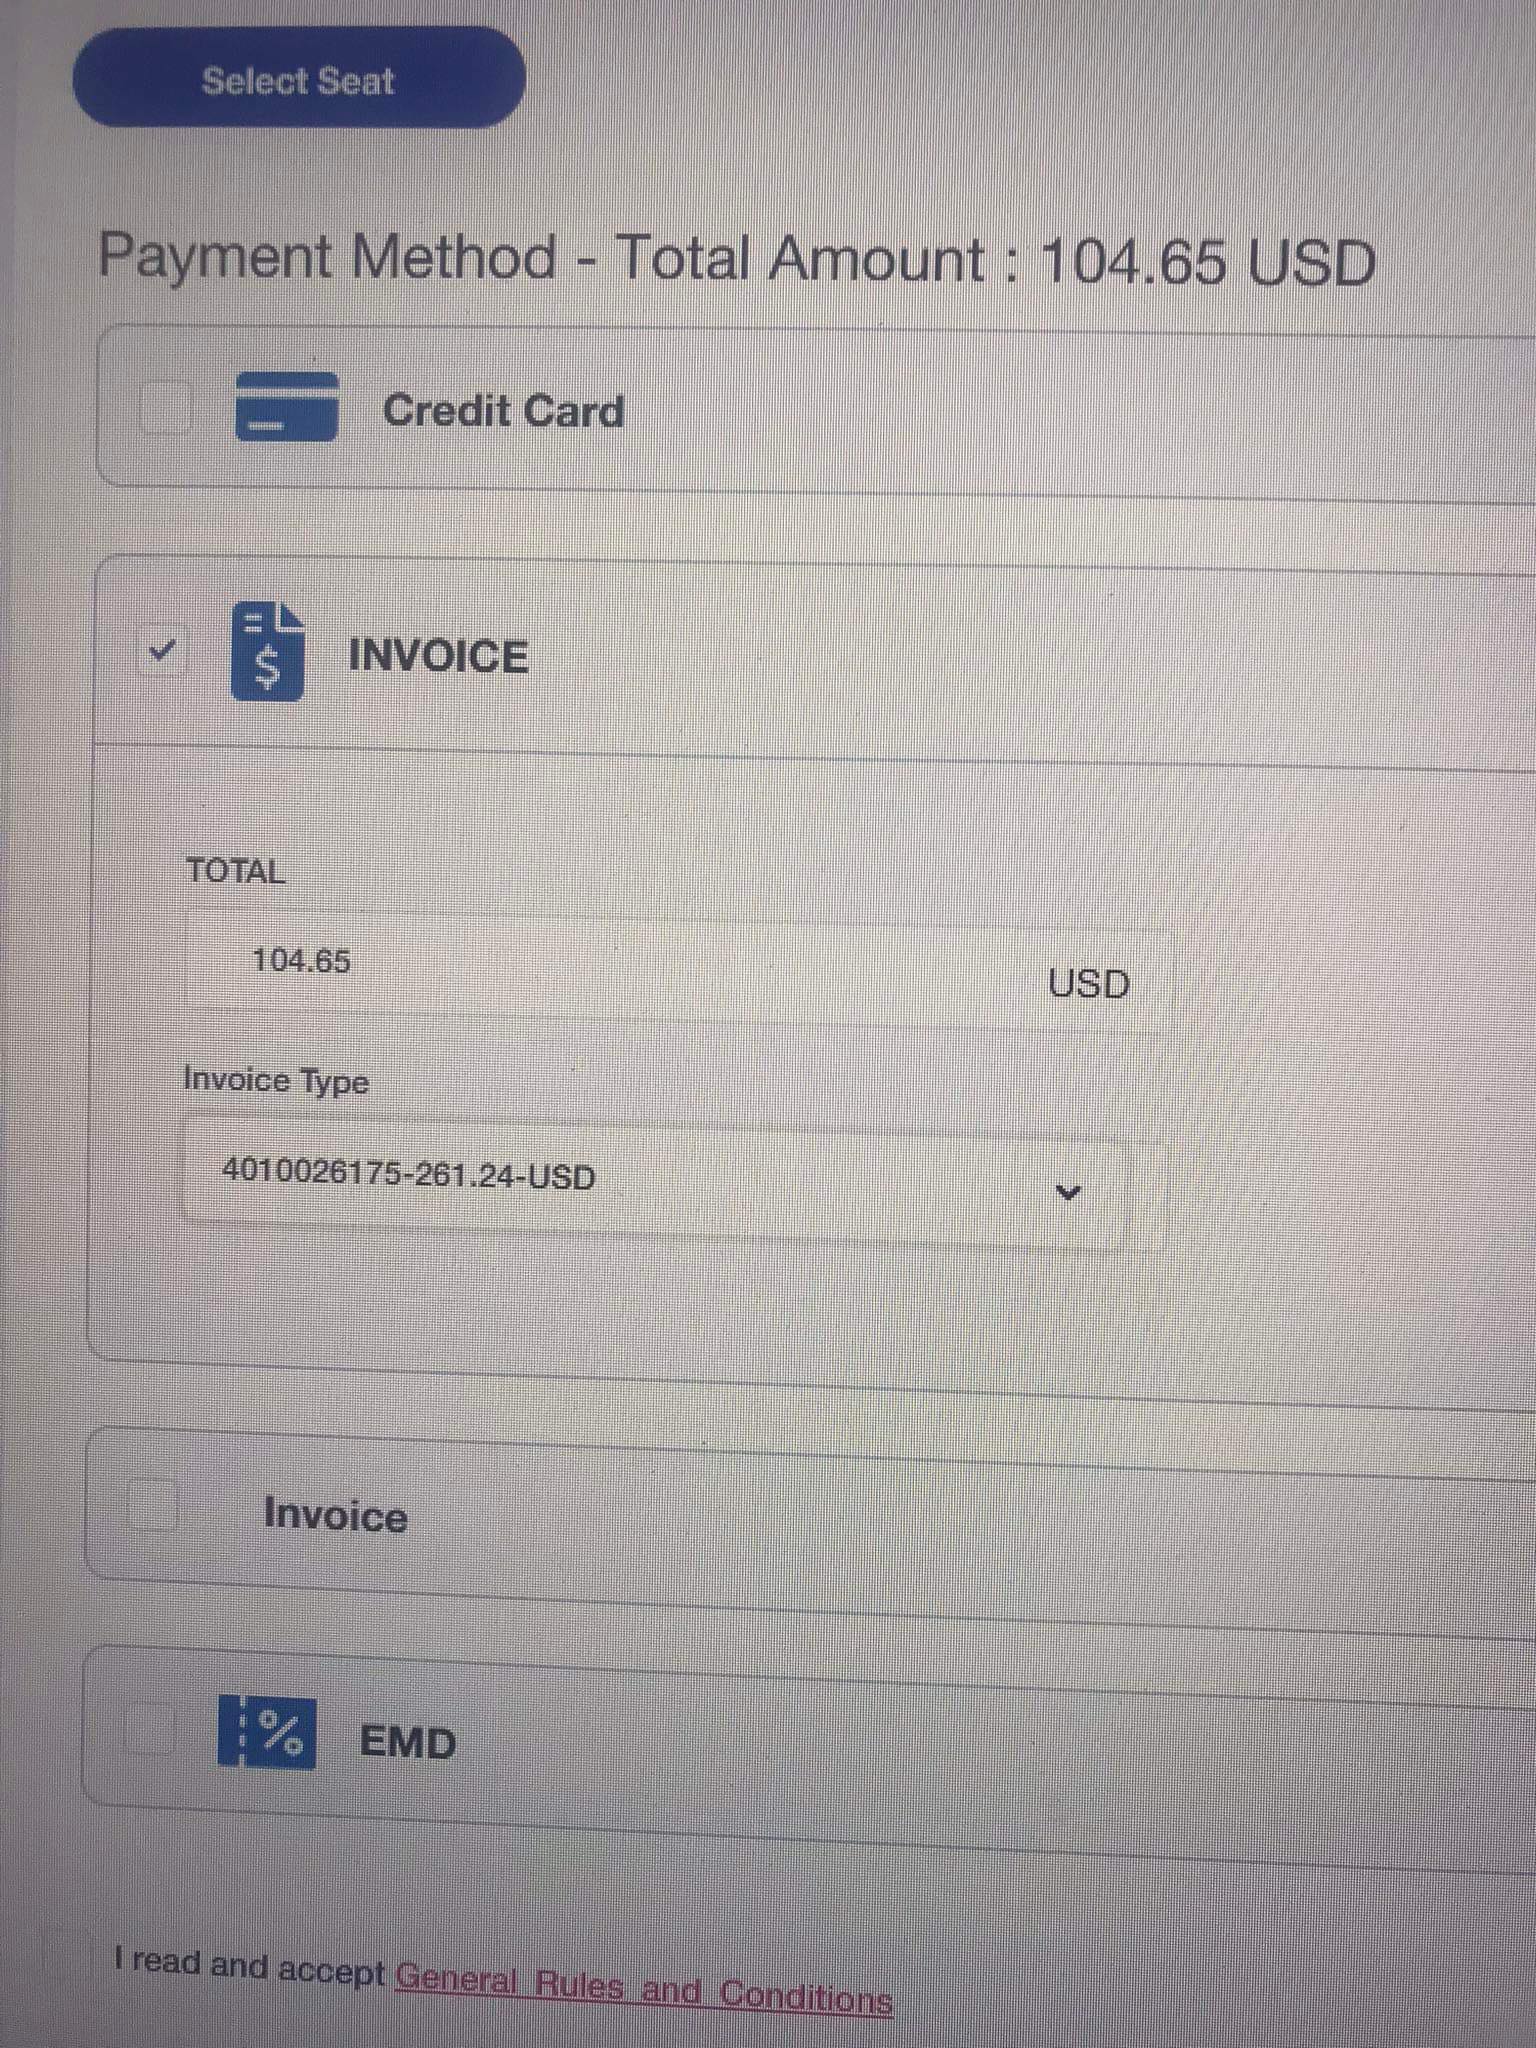 Select Seat
Payment Method - Total Amount : 104.65 USD
Credit Card
$ INVOICE
TOTAL
104.65 USD
Invoice Type
4010026175-261.24-USD
Invoice
% EMD
I read and accept General Rules and Conditions